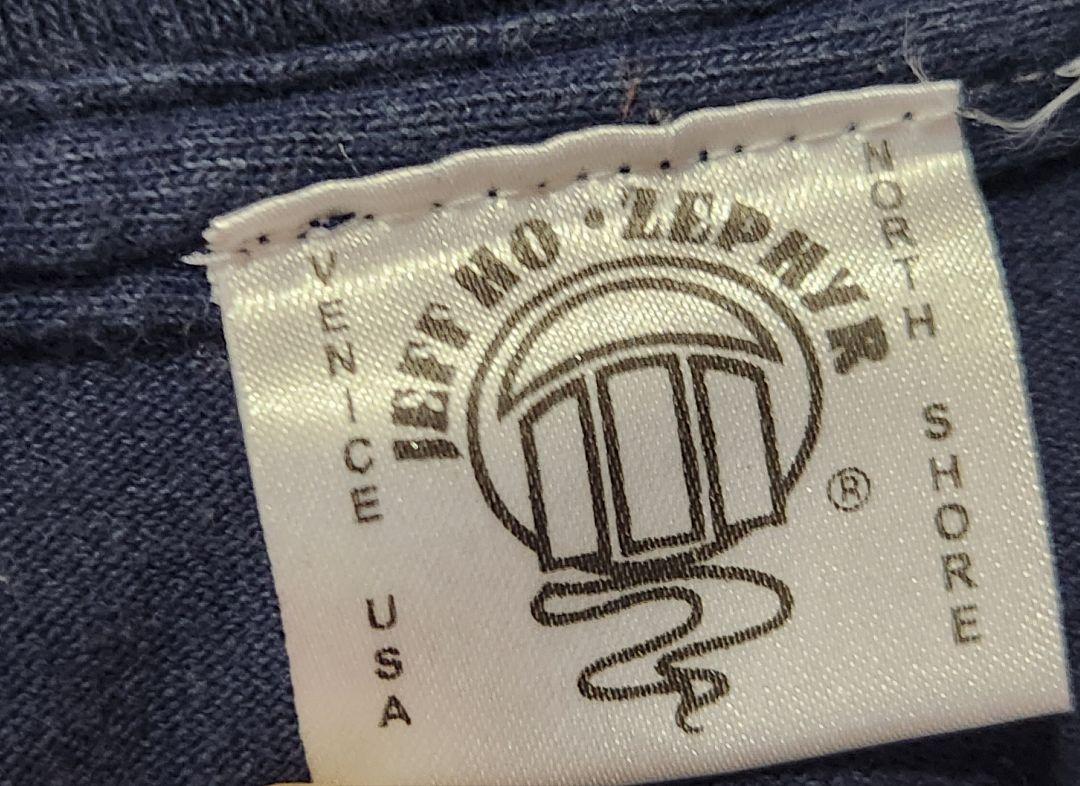 JEFF HO • ZEPHYR
VENICE USA
NORTH SHORE
®